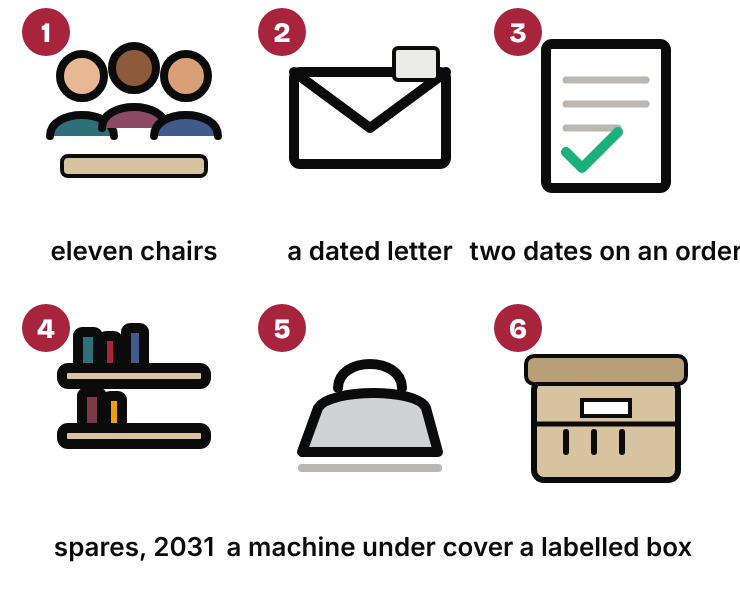 1
2
3
eleven chairs
a dated letter
two dates on an order
4
5
6
spares, 2031
a machine under cover
a labelled box